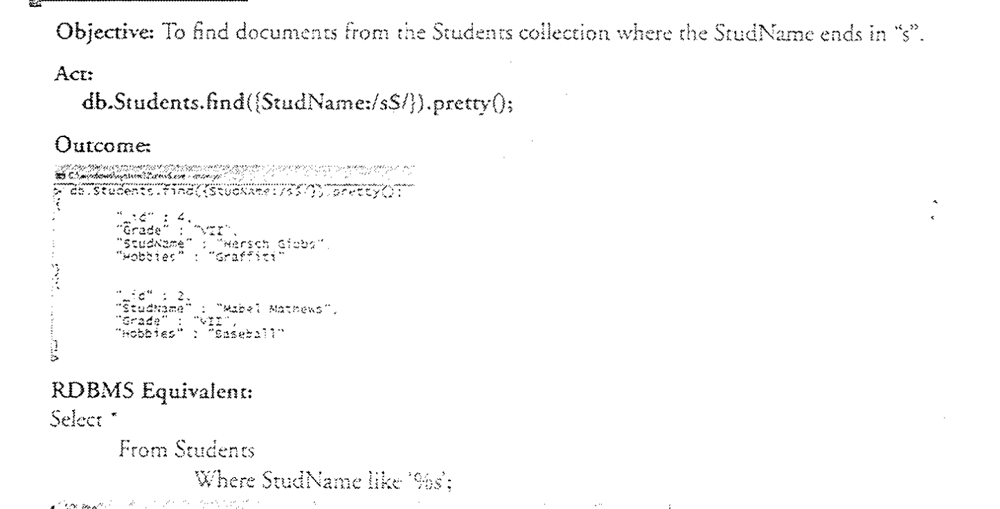 Objective: To find documents from the Students collection where the StudName ends in “s”.
Act:
db.Students.find({StudName:/s$/}).pretty();
Outcome:
> db.Students.find({StudName:/s$/}).pretty();
{
"_id" : 4,
"Grade" : "VII",
"StudName" : "Hersch Gibbs",
"Hobbies" : "Graffiti"
}
{
"_id" : 2,
"StudName" : "Mabel Mathews",
"Grade" : "VII",
"Hobbies" : "Baseball"
}
>
RDBMS Equivalent:
Select *
From Students
Where StudName like ‘%s’;